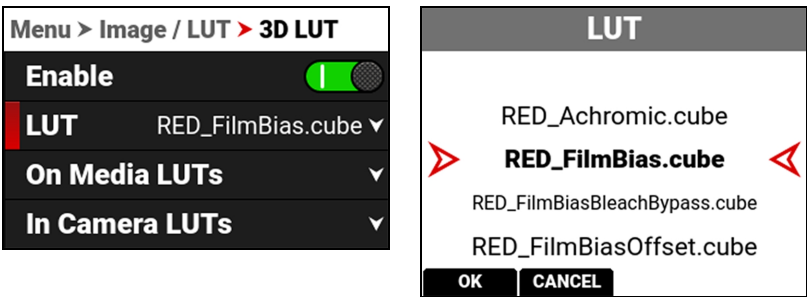 Menu > Image / LUT > 3D LUT
Enable
LUT RED_FilmBias.cube
On Media LUTs
In Camera LUTs
LUT
RED_Achromic.cube
RED_FilmBias.cube
RED_FilmBiasBleachBypass.cube
RED_FilmBiasOffset.cube
OK CANCEL